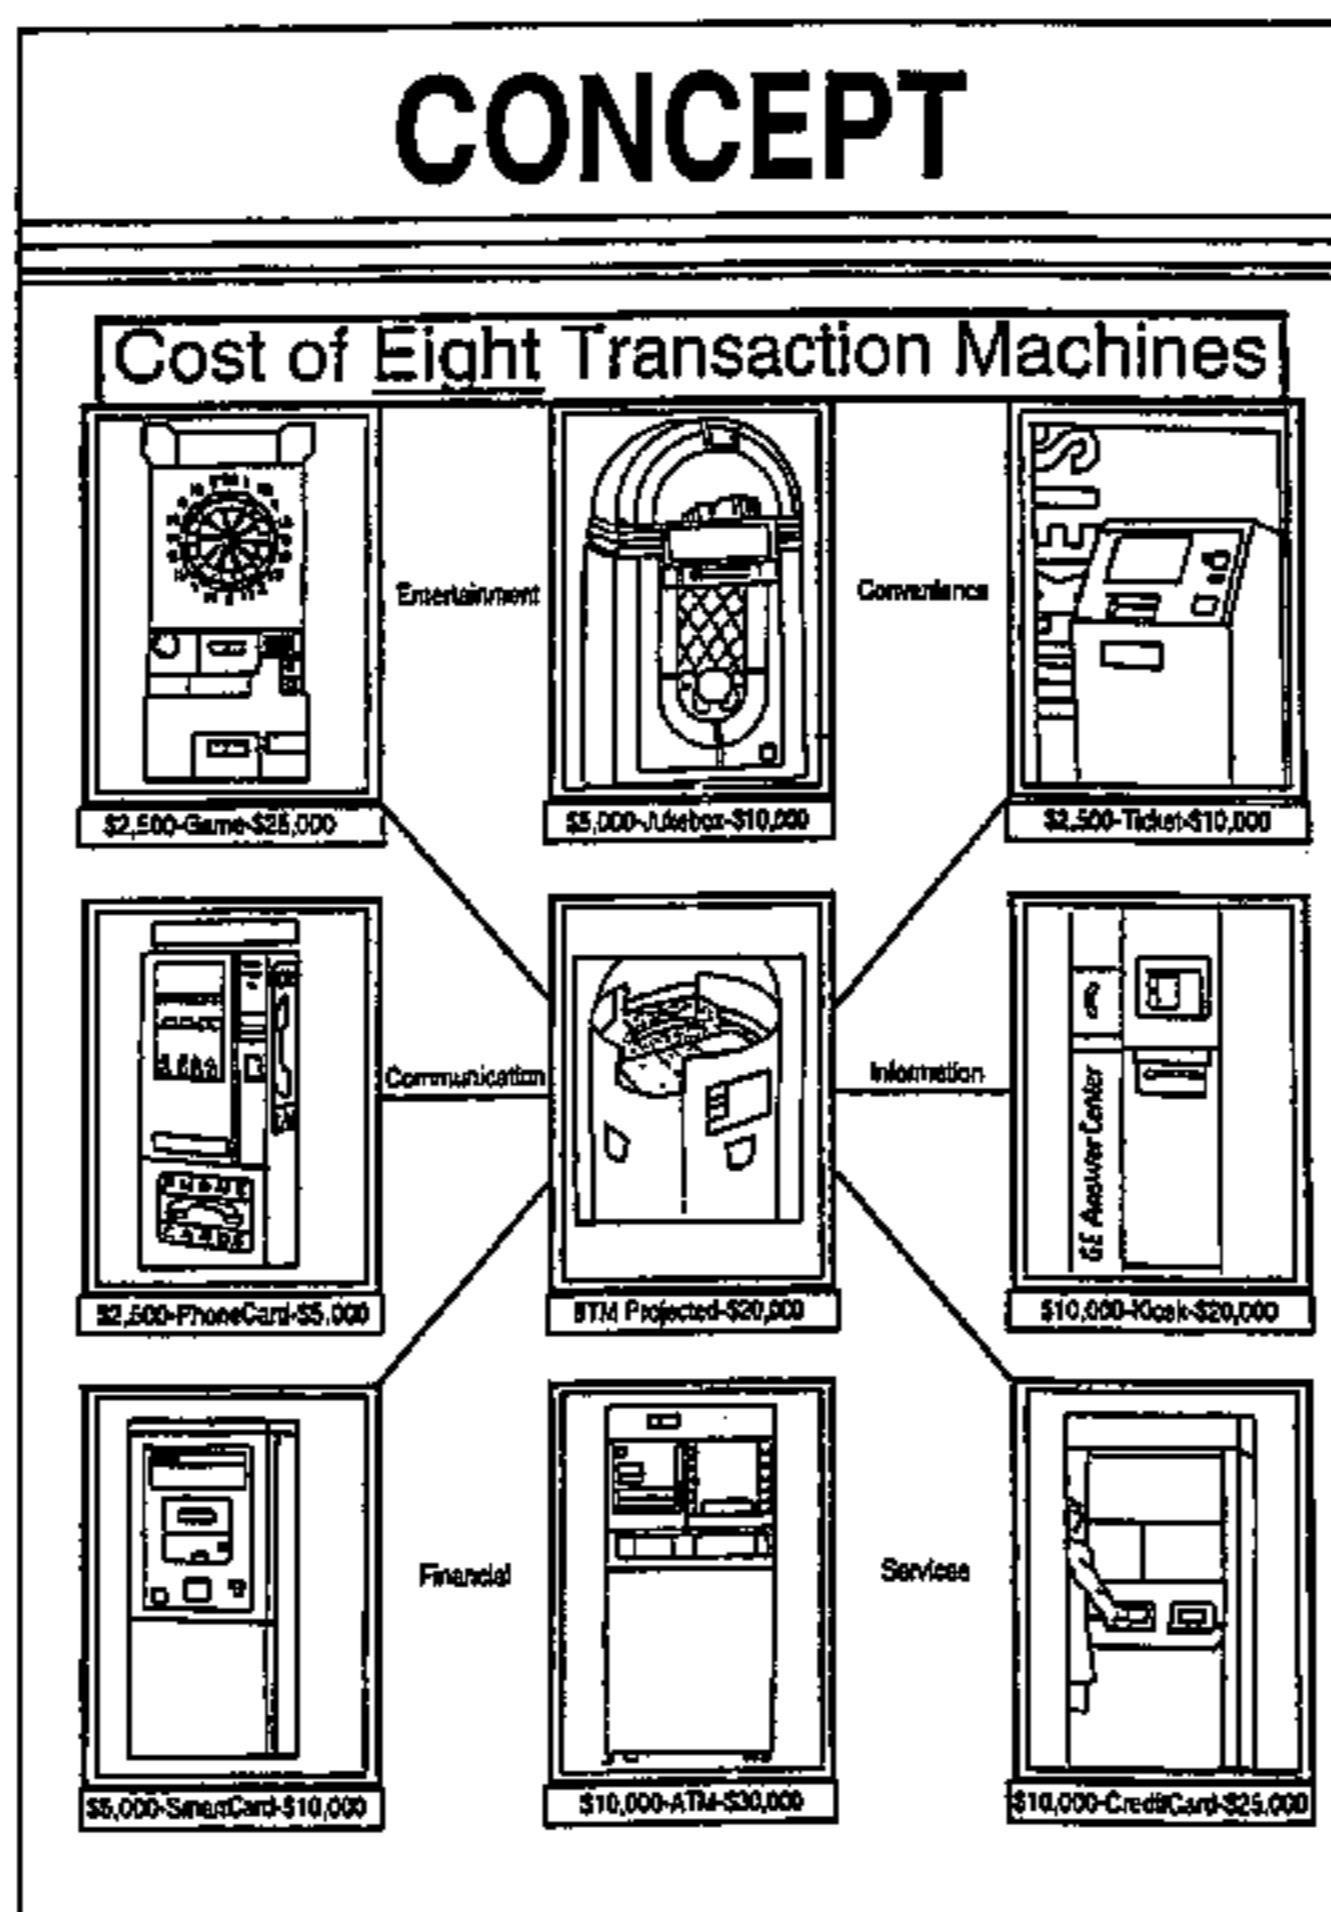 CONCEPT
Cost of Eight Transaction Machines
TICKETS
Entertainment
Convenience
$2,500-Game-$25,000
$5,000-Jukebox-$10,000
$2,500-Ticket-$10,000
Communication
Information
GE Answer Center
PHONE
CARDS
$2,500-PhoneCard-$5,000
BTM Projected-$20,000
$10,000-Kiosk-$20,000
Financial
Services
$5,000-SmartCard-$10,000
$10,000-ATM-$30,000
$10,000-CreditCard-$25,000